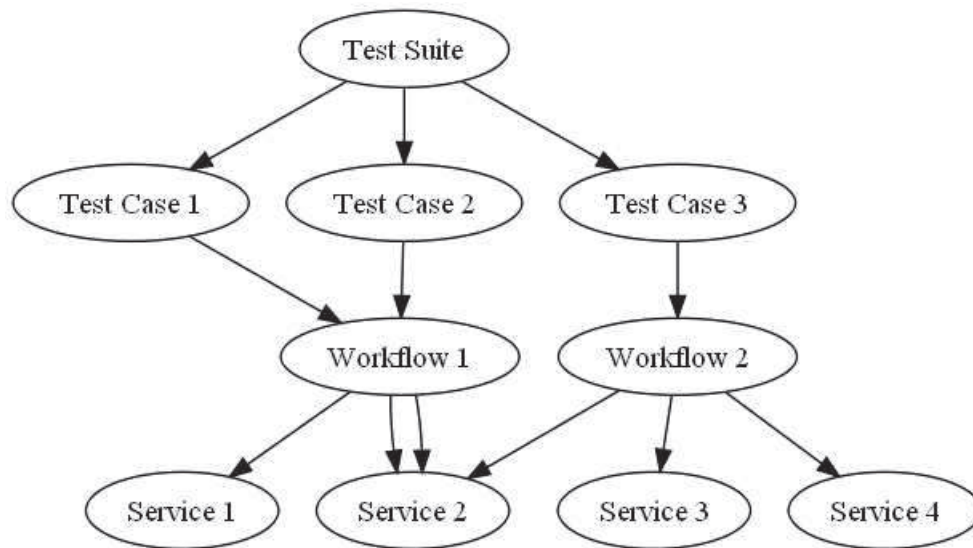 Test Suite
Test Case 1
Test Case 2
Test Case 3
Workflow 1
Workflow 2
Service 1
Service 2
Service 3
Service 4